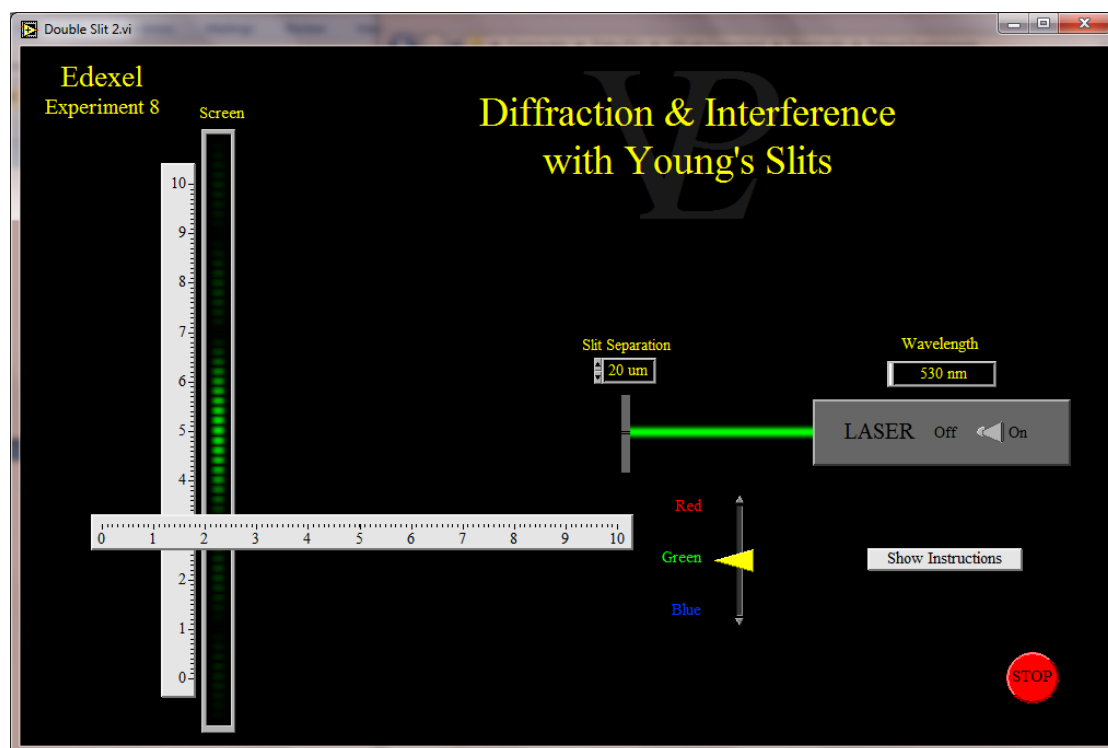 Double Slit 2.vi
Edexel
Experiment 8
Screen
Diffraction & Interference
with Young's Slits
VPL
10
9
8
7
6
5
4
2
1
0
0 1 2 3 4 5 6 7 8 9 10
Slit Separation
20 um
Wavelength
530 nm
LASER Off On
Red
Green
Blue
Show Instructions
STOP